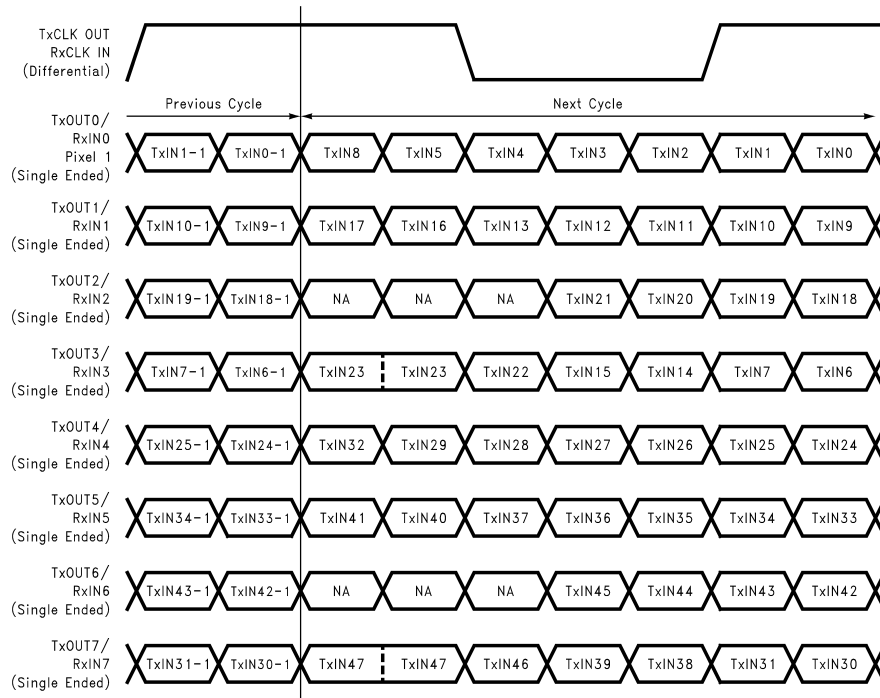 TxCLK OUT
RxCLK IN
(Differential)
Previous Cycle
Next Cycle
TxOUT0/
RxIN0
Pixel 1
(Single Ended)
TxIN1-1 TxIN0-1 TxIN8 TxIN5 TxIN4 TxIN3 TxIN2 TxIN1 TxIN0
TxOUT1/
RxIN1
(Single Ended)
TxIN10-1 TxIN9-1 TxIN17 TxIN16 TxIN13 TxIN12 TxIN11 TxIN10 TxIN9
TxOUT2/
RxIN2
(Single Ended)
TxIN19-1 TxIN18-1 NA NA NA TxIN21 TxIN20 TxIN19 TxIN18
TxOUT3/
RxIN3
(Single Ended)
TxIN7-1 TxIN6-1 TxIN23 TxIN23 TxIN22 TxIN15 TxIN14 TxIN7 TxIN6
TxOUT4/
RxIN4
(Single Ended)
TxIN25-1 TxIN24-1 TxIN32 TxIN29 TxIN28 TxIN27 TxIN26 TxIN25 TxIN24
TxOUT5/
RxIN5
(Single Ended)
TxIN34-1 TxIN33-1 TxIN41 TxIN40 TxIN37 TxIN36 TxIN35 TxIN34 TxIN33
TxOUT6/
RxIN6
(Single Ended)
TxIN43-1 TxIN42-1 NA NA NA TxIN45 TxIN44 TxIN43 TxIN42
TxOUT7/
RxIN7
(Single Ended)
TxIN31-1 TxIN30-1 TxIN47 TxIN47 TxIN46 TxIN39 TxIN38 TxIN31 TxIN30